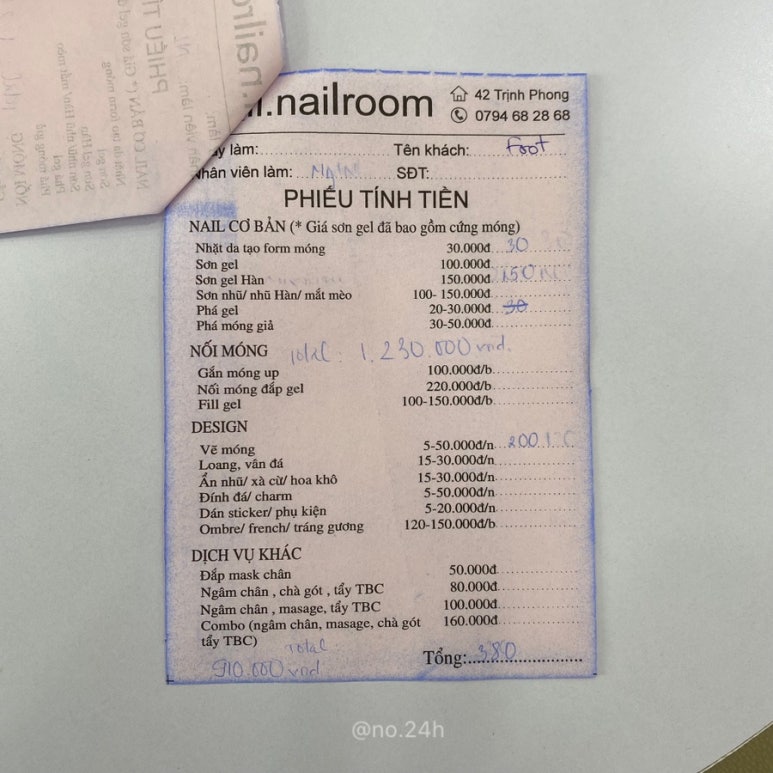 .nailroom
42 Trịnh Phong
0794 68 28 68
y làm: Tên khách: Foot
Nhân viên làm: SĐT:
PHIẾU TÍNH TIỀN
NAIL CƠ BẢN (* Giá sơn gel đã bao gồm cứng móng)
Nhặt da tạo form móng 30.000đ 30
Sơn gel 100.000đ
Sơn gel Hàn 150.000đ 150
Sơn nhũ/ nhũ Hàn/ mắt mèo 100- 150.000đ
Phá gel 20-30.000đ 30
Phá móng giả 30-50.000đ
NỐI MÓNG Total : 1.230.000 vnd.
Gắn móng up 100.000đ/b
Nối móng đắp gel 220.000đ/b
Fill gel 100-150.000đ/b
DESIGN
Vẽ móng 5-50.000đ/n 200
Loang, vân đá 15-30.000đ/n
Ẩn nhũ/ xà cừ/ hoa khô 15-30.000đ/n
Đính đá/ charm 5-50.000đ/n
Dán sticker/ phụ kiện 5-20.000đ/n
Ombre/ french/ tráng gương 120-150.000đ/b
DỊCH VỤ KHÁC
Đắp mask chân 50.000đ
Ngâm chân , chà gót , tẩy TBC 80.000đ
Ngâm chân , masage, tẩy TBC 100.000đ
Combo (ngâm chân, masage, chà gót 160.000đ
tẩy TBC)
Total
910.000 vnd
Tổng: 380
@no.24h